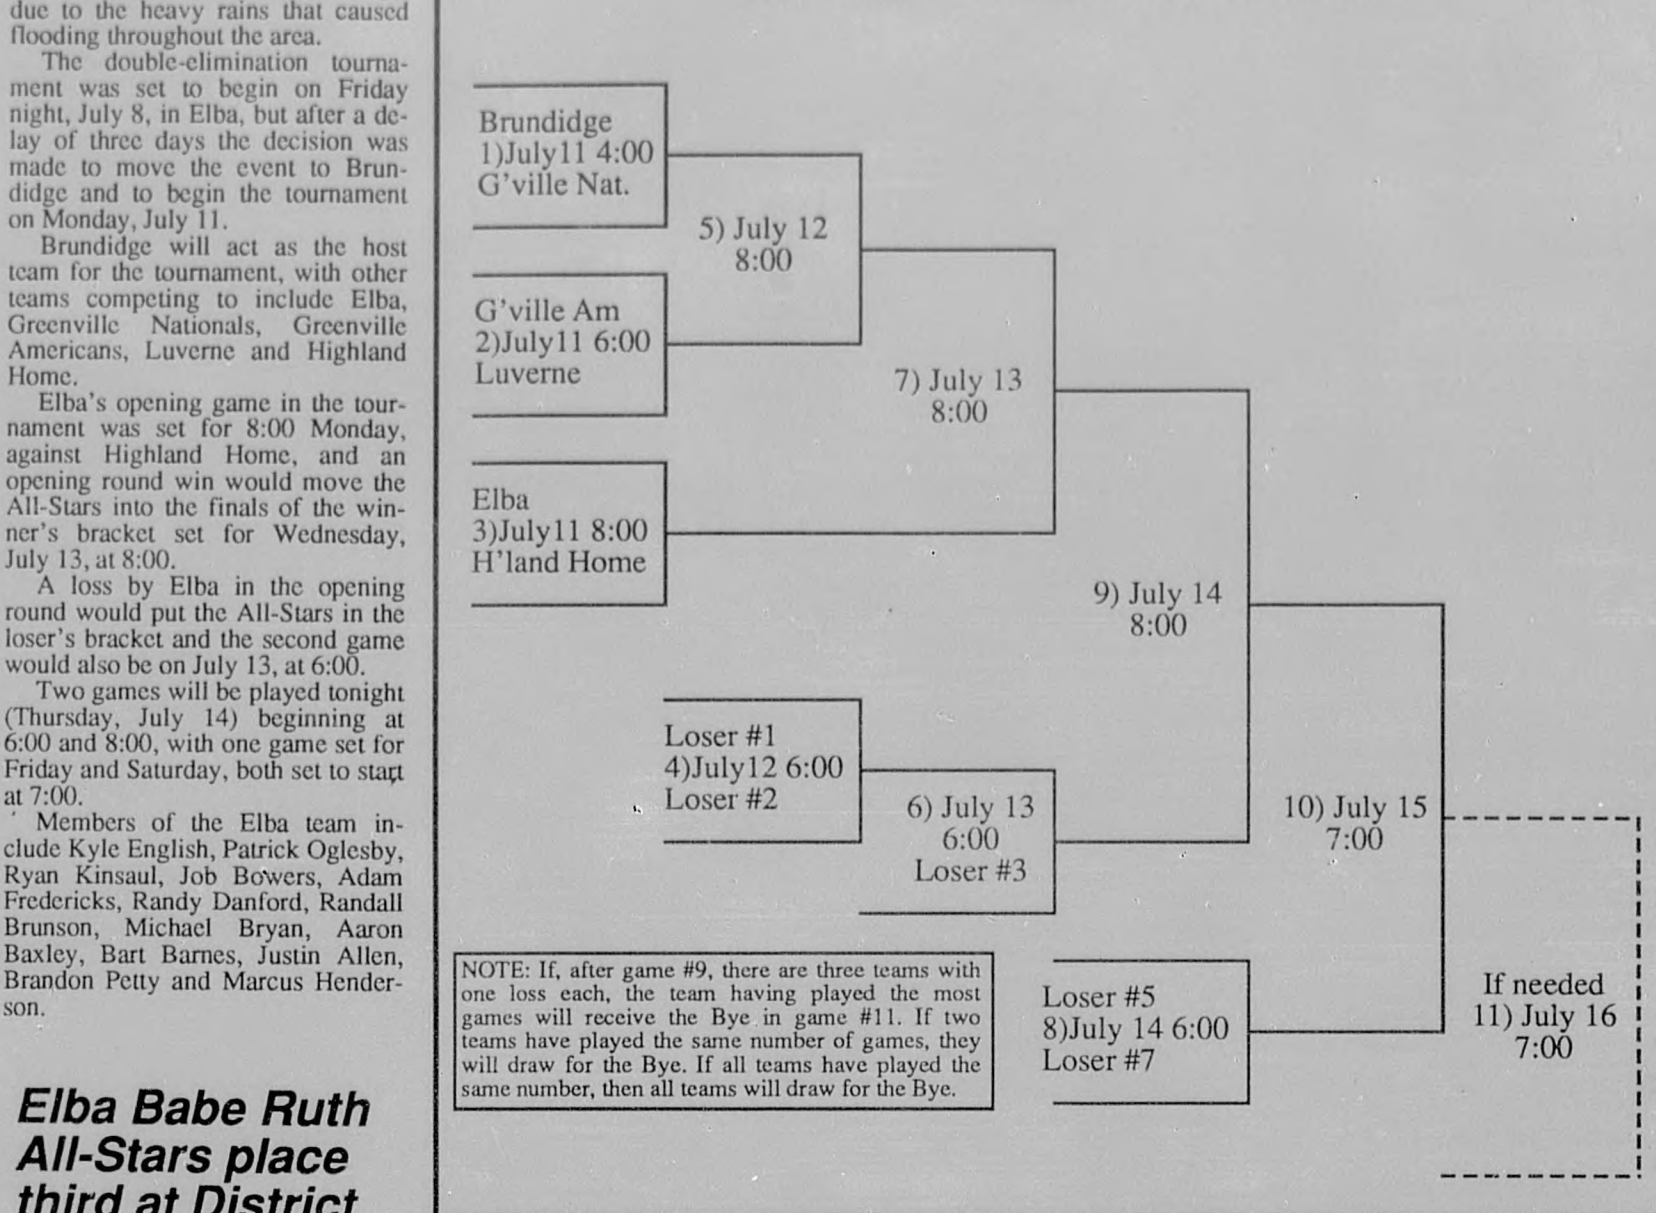 due to the heavy rains that caused
flooding throughout the area.
The double-elimination tourna-
ment was set to begin on Friday
night, July 8, in Elba, but after a de-
lay of three days the decision was
made to move the event to Brun-
didge and to begin the tournament
on Monday, July 11.
Brundidge will act as the host
team for the tournament, with other
teams competing to include Elba,
Greenville Nationals, Greenville
Americans, Luverne and Highland
Home.
Elba's opening game in the tour-
nament was set for 8:00 Monday,
against Highland Home, and an
opening round win would move the
All-Stars into the finals of the win-
ner's bracket set for Wednesday,
July 13, at 8:00.
A loss by Elba in the opening
round would put the All-Stars in the
loser's bracket and the second game
would also be on July 13, at 6:00.
Two games will be played tonight
(Thursday, July 14) beginning at
6:00 and 8:00, with one game set for
Friday and Saturday, both set to start
at 7:00.
Members of the Elba team in-
clude Kyle English, Patrick Oglesby,
Ryan Kinsaul, Job Bowers, Adam
Fredericks, Randy Danford, Randall
Brunson, Michael Bryan, Aaron
Baxley, Bart Barnes, Justin Allen,
Brandon Petty and Marcus Hender-
son.
Elba Babe Ruth
All-Stars place
third at District
Brundidge
1)July11 4:00
G'ville Nat.
5) July 12
8:00
G'ville Am
2)July11 6:00
Luverne
7) July 13
8:00
Elba
3)July11 8:00
H'land Home
9) July 14
8:00
Loser #1
4)July12 6:00
Loser #2
6) July 13
6:00
Loser #3
10) July 15
7:00
Loser #5
8)July 14 6:00
Loser #7
If needed
11) July 16
7:00
NOTE: If, after game #9, there are three teams with
one loss each, the team having played the most
games will receive the Bye in game #11. If two
teams have played the same number of games, they
will draw for the Bye. If all teams have played the
same number, then all teams will draw for the Bye.